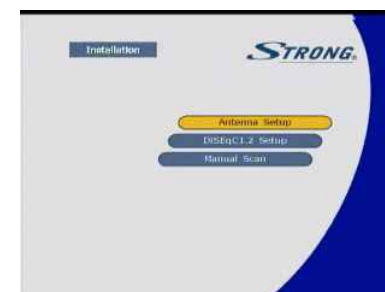 Installation
STRONG.
Antenna Setup
DiSEqC1.2 Setup
Manual Scan